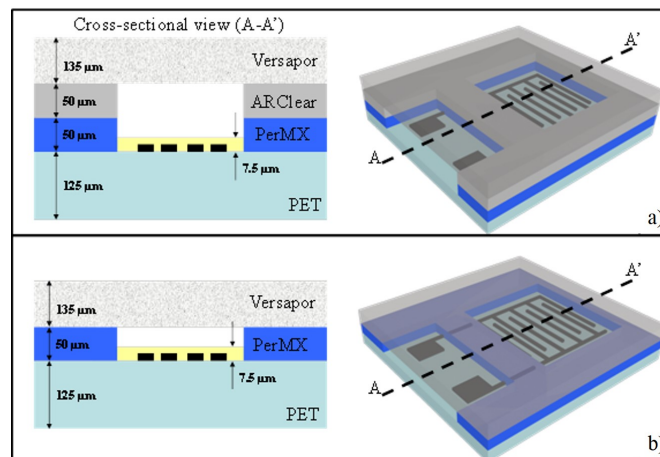 Cross-sectional view (A-A’)
135 µm
Versapor
50 µm
ARClear
50 µm
PerMX
7.5 µm
125 µm
PET
A
A’
a)
135 µm
Versapor
50 µm
PerMX
7.5 µm
125 µm
PET
A
A’
b)